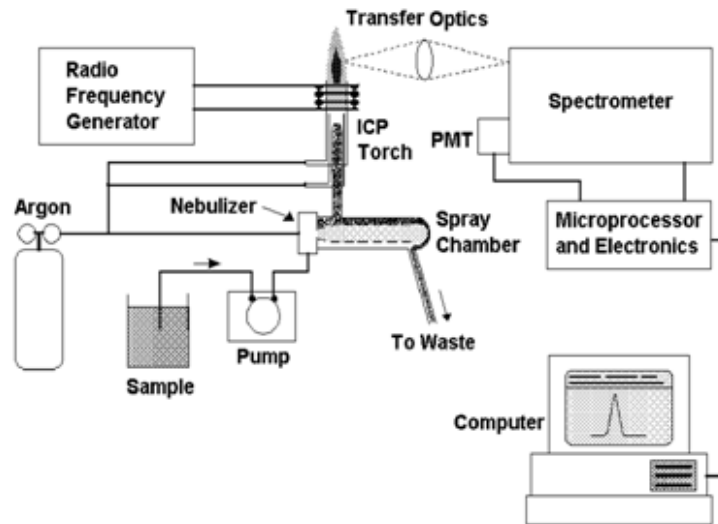 Transfer Optics
Radio
Frequency
Generator
ICP
Torch
Spectrometer
PMT
Argon
Nebulizer
Spray
Chamber
Microprocessor
and Electronics
Sample
Pump
To Waste
Computer